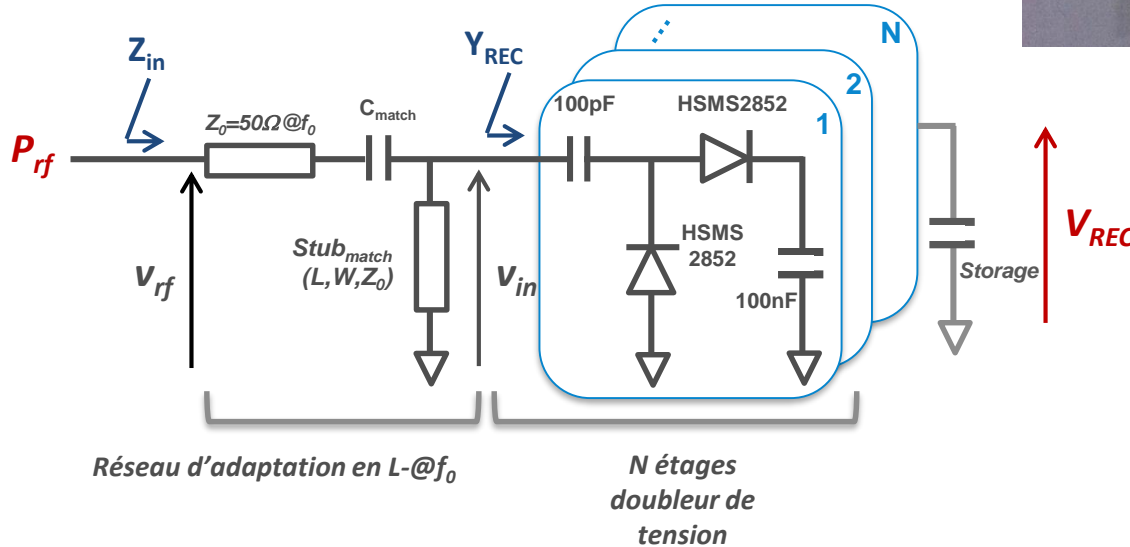 Z_in
Y_REC
N
2
1
100pF
HSMS2852
Z_0=50Ω@f_0
C_match
P_rf
HSMS
2852
Stub_match
(L,W,Z_0)
v_rf
v_in
100nF
Storage
V_REC
Réseau d'adaptation en L-@f_0
N étages
doubleur de
tension